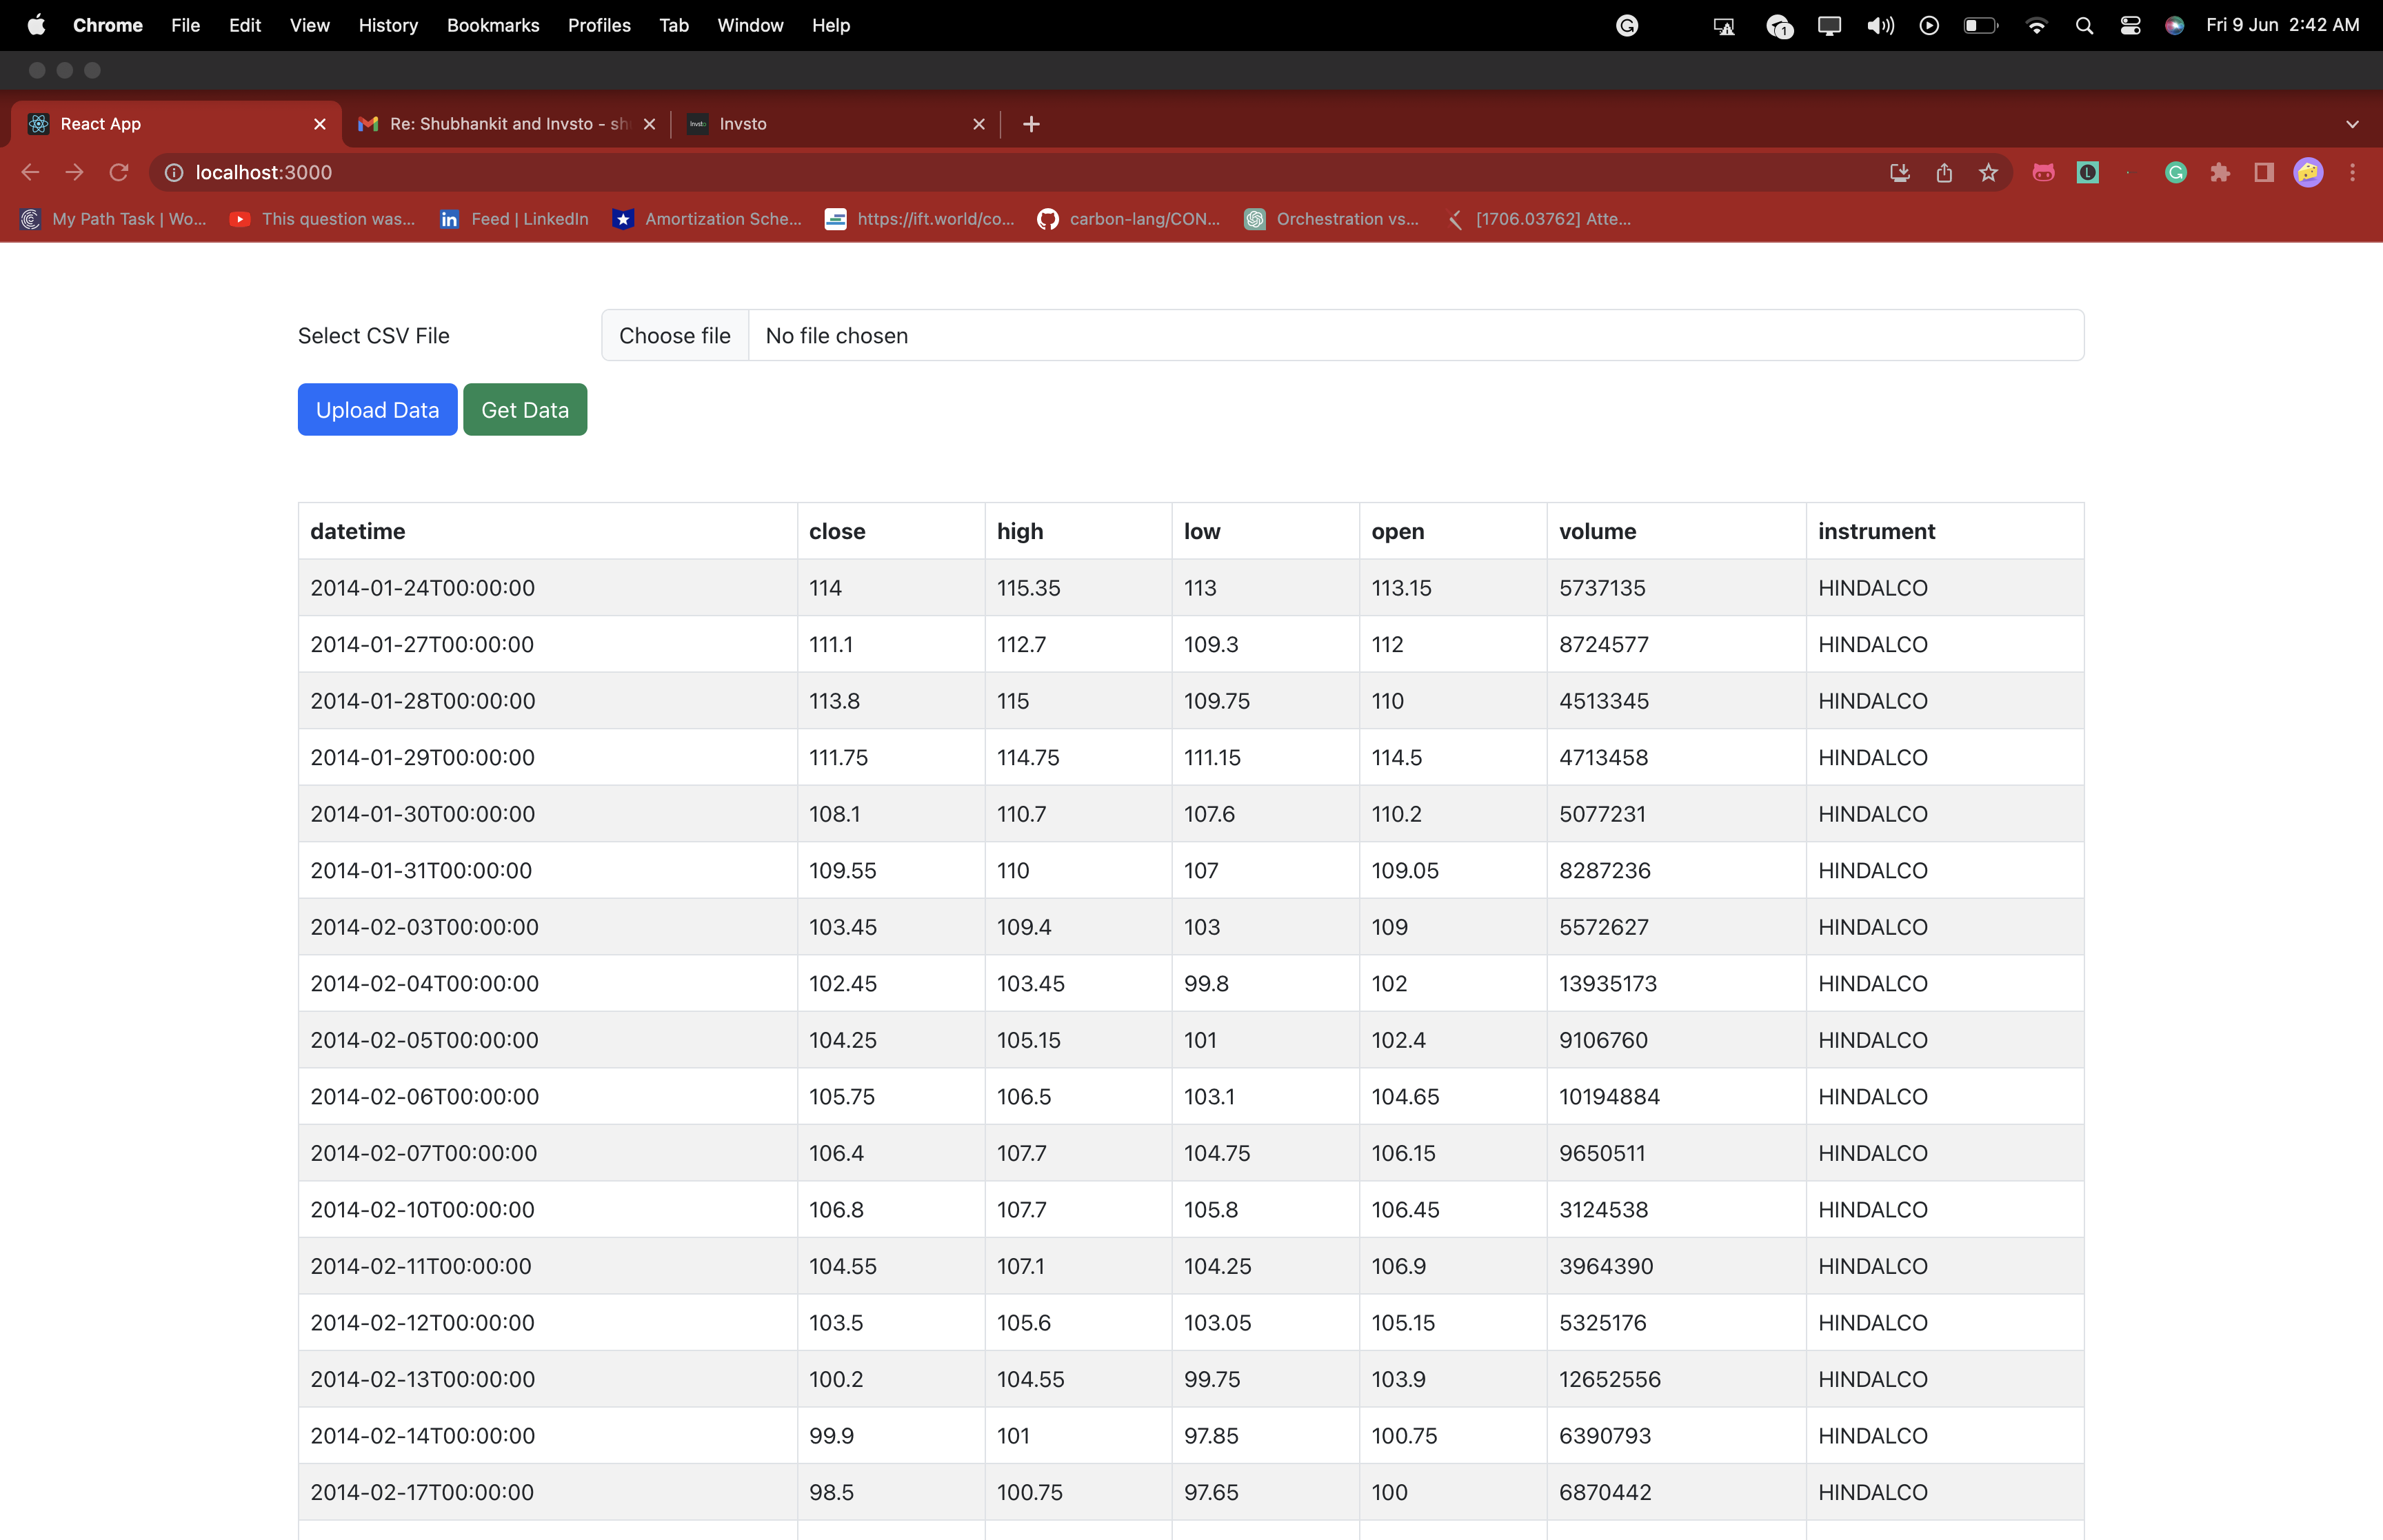 Chrome File Edit View History Bookmarks Profiles Tab Window Help 1 Fri 9 Jun 2:42 AM
React App Re: Shubhankit and Invsto - sh Invsto
localhost:3000
My Path Task | Wo... This question was... Feed | LinkedIn Amortization Sche... https://ift.world/co... carbon-lang/CON... Orchestration vs... [1706.03762] Atte...
Select CSV File Choose file No file chosen
Upload Data Get Data
datetime close high low open volume instrument
2014-01-24T00:00:00 114 115.35 113 113.15 5737135 HINDALCO
2014-01-27T00:00:00 111.1 112.7 109.3 112 8724577 HINDALCO
2014-01-28T00:00:00 113.8 115 109.75 110 4513345 HINDALCO
2014-01-29T00:00:00 111.75 114.75 111.15 114.5 4713458 HINDALCO
2014-01-30T00:00:00 108.1 110.7 107.6 110.2 5077231 HINDALCO
2014-01-31T00:00:00 109.55 110 107 109.05 8287236 HINDALCO
2014-02-03T00:00:00 103.45 109.4 103 109 5572627 HINDALCO
2014-02-04T00:00:00 102.45 103.45 99.8 102 13935173 HINDALCO
2014-02-05T00:00:00 104.25 105.15 101 102.4 9106760 HINDALCO
2014-02-06T00:00:00 105.75 106.5 103.1 104.65 10194884 HINDALCO
2014-02-07T00:00:00 106.4 107.7 104.75 106.15 9650511 HINDALCO
2014-02-10T00:00:00 106.8 107.7 105.8 106.45 3124538 HINDALCO
2014-02-11T00:00:00 104.55 107.1 104.25 106.9 3964390 HINDALCO
2014-02-12T00:00:00 103.5 105.6 103.05 105.15 5325176 HINDALCO
2014-02-13T00:00:00 100.2 104.55 99.75 103.9 12652556 HINDALCO
2014-02-14T00:00:00 99.9 101 97.85 100.75 6390793 HINDALCO
2014-02-17T00:00:00 98.5 100.75 97.65 100 6870442 HINDALCO